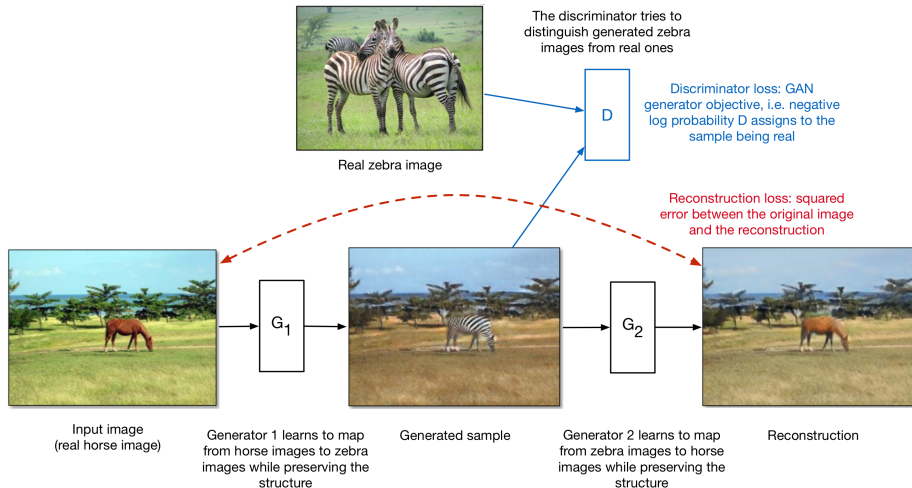 The discriminator tries to
distinguish generated zebra
images from real ones
D
Discriminator loss: GAN
generator objective, i.e. negative
log probability D assigns to the
sample being real
Real zebra image
Reconstruction loss: squared
error between the original image
and the reconstruction
G1
G2
Input image
(real horse image)
Generator 1 learns to map
from horse images to zebra
images while preserving the
structure
Generated sample
Generator 2 learns to map
from zebra images to horse
images while preserving the
structure
Reconstruction